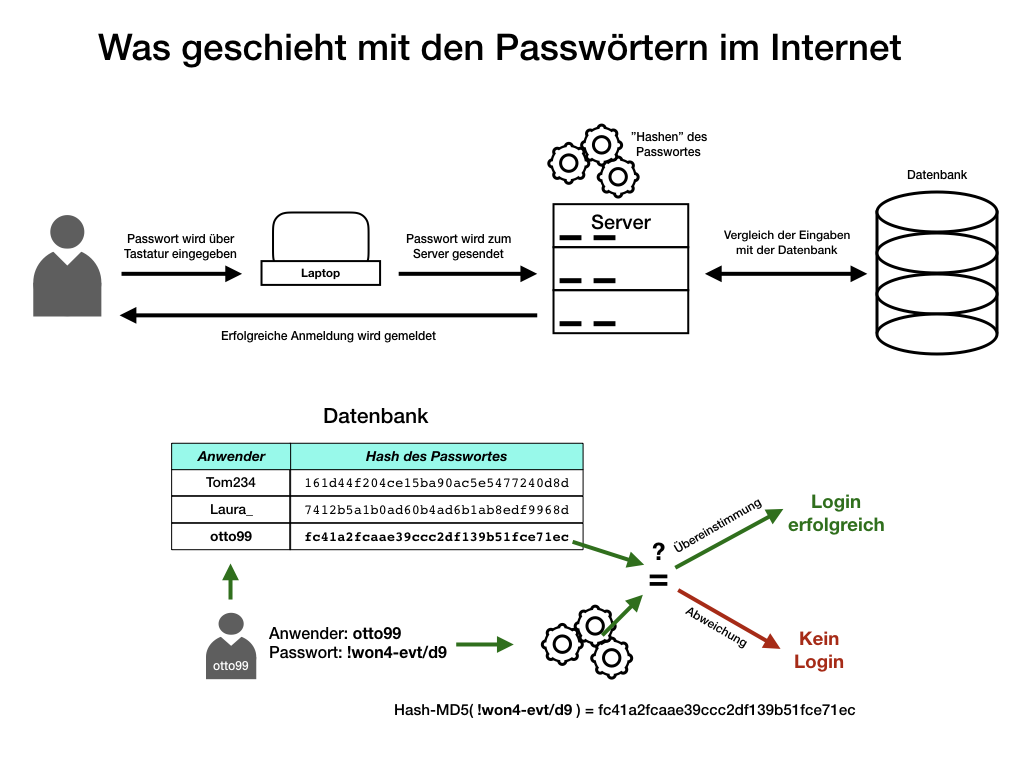 Was geschieht mit den Passwörtern im Internet
"Hashen" des
Passwortes
Datenbank
Server
Passwort wird über
Tastatur eingegeben
Passwort wird zum
Server gesendet
Vergleich der Eingaben
mit der Datenbank
Laptop
Erfolgreiche Anmeldung wird gemeldet
Datenbank
Anwender Hash des Passwortes
Tom234 161d44f204ce15ba90ac5e5477240d8d
Laura_ 7412b5a1b0ad60b4ad6b1ab8edf9968d
otto99 fc41a2fcaae39ccc2df139b51fce71ec
Übereinstimmung
Login
erfolgreich
?
=
Abweichung
Kein
Login
Anwender: otto99
Passwort: !won4-evt/d9
otto99
Hash-MD5( !won4-evt/d9 ) = fc41a2fcaae39ccc2df139b51fce71ec